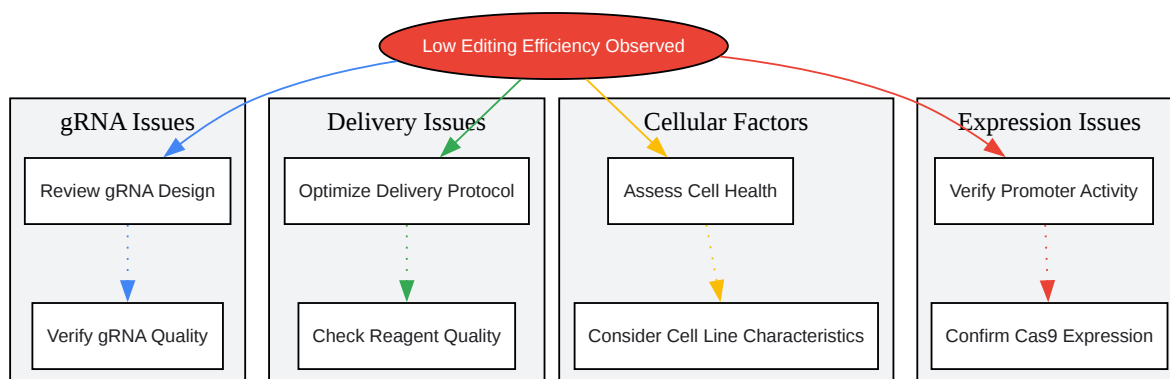 Low Editing Efficiency Observed
gRNA Issues
Delivery Issues
Cellular Factors
Expression Issues
Review gRNA Design
Optimize Delivery Protocol
Assess Cell Health
Verify Promoter Activity
Verify gRNA Quality
Check Reagent Quality
Consider Cell Line Characteristics
Confirm Cas9 Expression